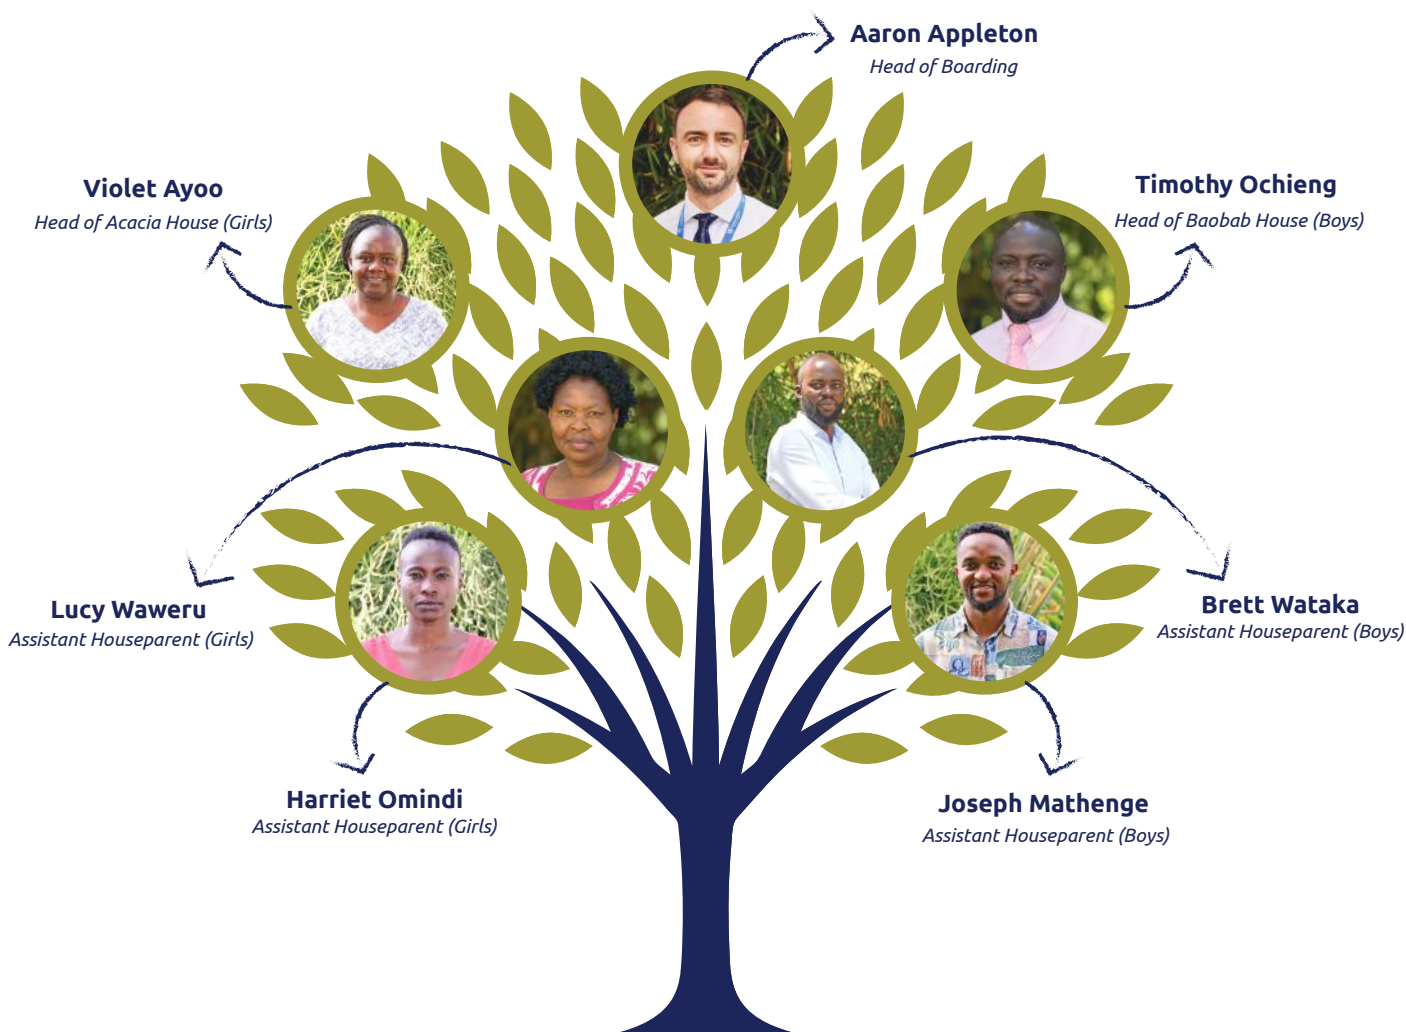 Aaron Appleton
Head of Boarding
Violet Ayoo
Head of Acacia House (Girls)
Timothy Ochieng
Head of Baobab House (Boys)
Lucy Waweru
Assistant Houseparent (Girls)
Brett Wataka
Assistant Houseparent (Boys)
Harriet Omindi
Assistant Houseparent (Girls)
Joseph Mathenge
Assistant Houseparent (Boys)